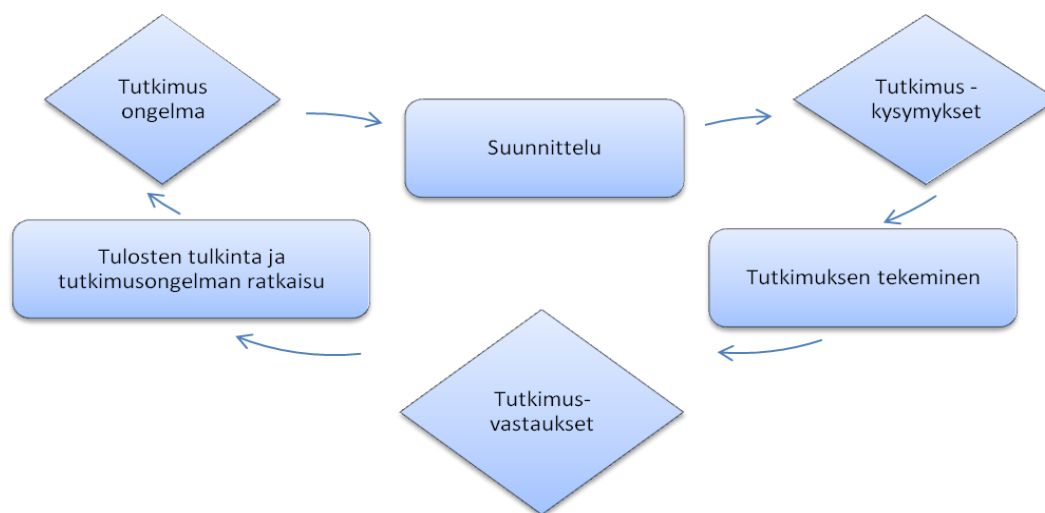 Tutkimus
ongelma
Suunnittelu
Tutkimus -
kysymykset
Tutkimuksen tekeminen
Tutkimus-
vastaukset
Tulosten tulkinta ja
tutkimusongelman ratkaisu